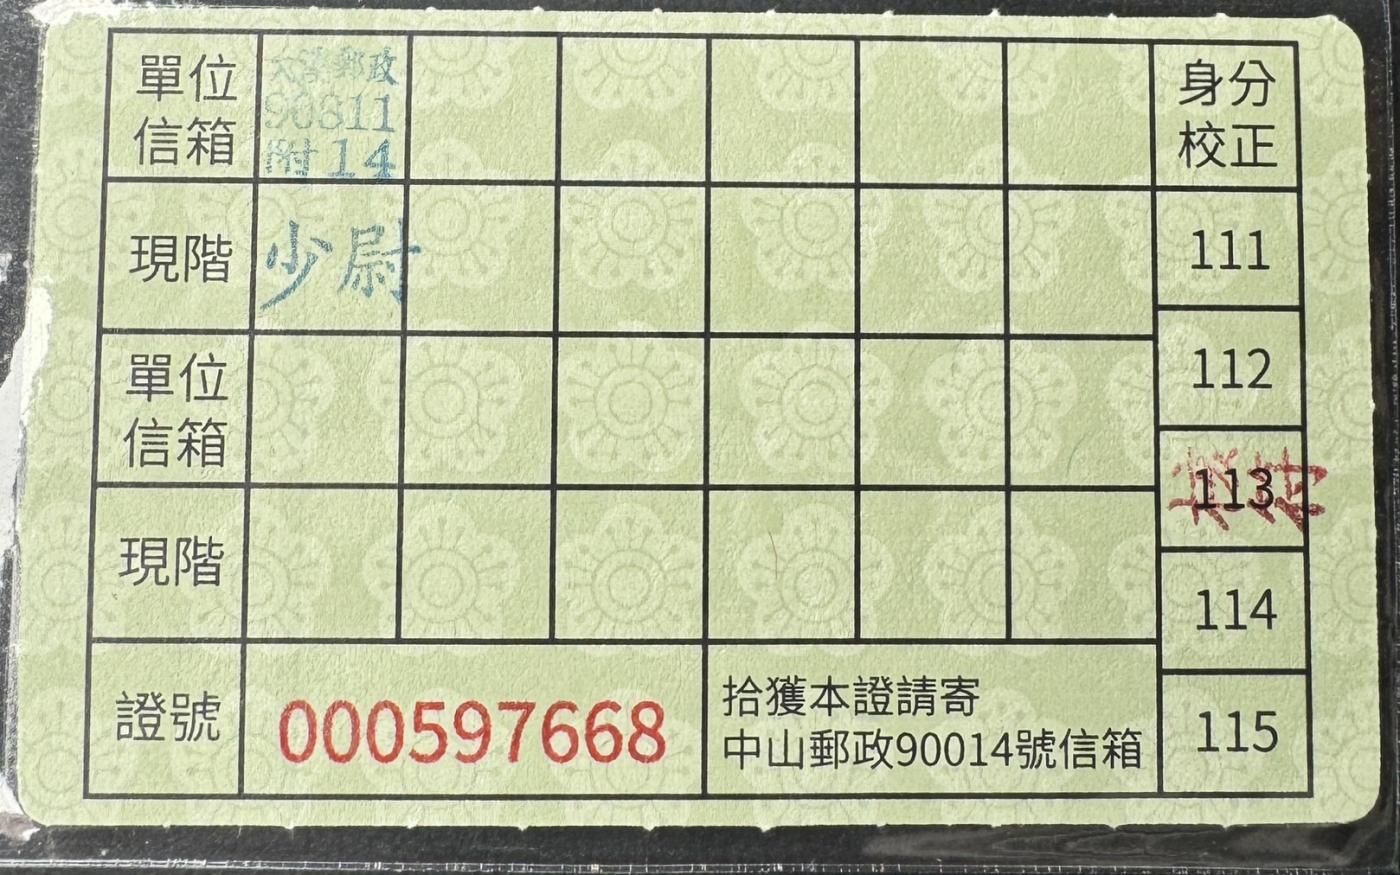 單位
信箱
郵政
90811
附14
身分
校正
現階
少尉
111
單位
信箱
112
113
現階
114
證號
000597668
拾獲本證請寄
中山郵政90014號信箱
115